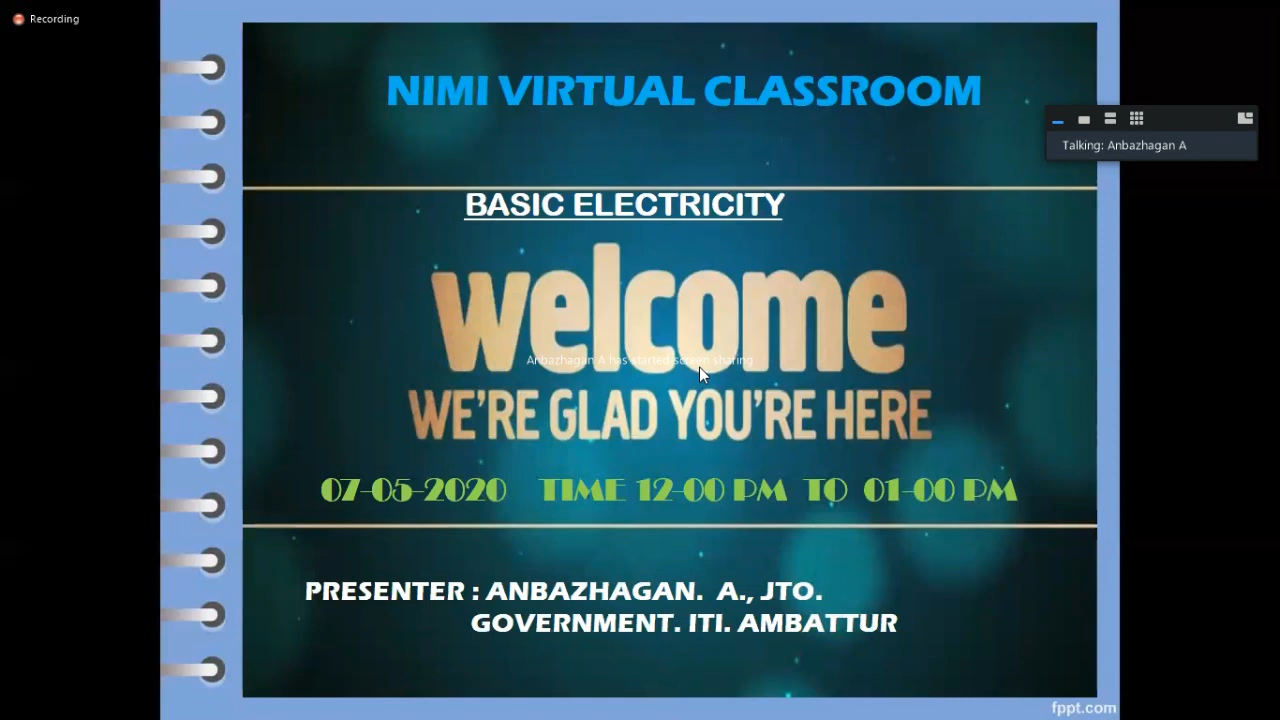 Recording
NIMI VIRTUAL CLASSROOM
Talking: Anbazhagan A
BASIC ELECTRICITY
welcome
Anbazhagan A has started screen sharing
WE'RE GLAD YOU'RE HERE
07-05-2020 TIME 12-00 PM TO 01-00 PM
PRESENTER : ANBAZHAGAN. A., JTO.
GOVERNMENT. ITI. AMBATTUR
fppt.com